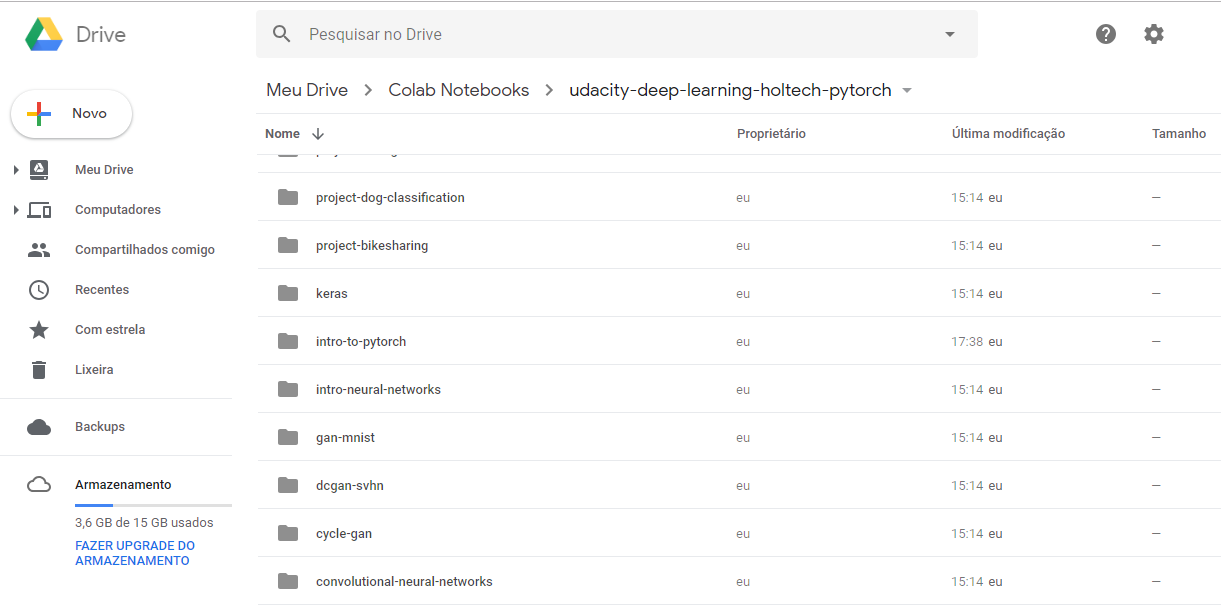 Drive
Pesquisar no Drive
Meu Drive > Colab Notebooks > udacity-deep-learning-holtech-pytorch
Novo
Nome Proprietário Última modificação Tamanho
Meu Drive
project-dog-classification eu 15:14 eu —
Computadores
project-bikesharing eu 15:14 eu —
Compartilhados comigo
Recentes
keras eu 15:14 eu —
Com estrela
intro-to-pytorch eu 17:38 eu —
Lixeira
intro-neural-networks eu 15:14 eu —
Backups
gan-mnist eu 15:14 eu —
Armazenamento
dcgan-svhn eu 15:14 eu —
3,6 GB de 15 GB usados
cycle-gan eu 15:14 eu —
FAZER UPGRADE DO
ARMAZENAMENTO
convolutional-neural-networks eu 15:14 eu —